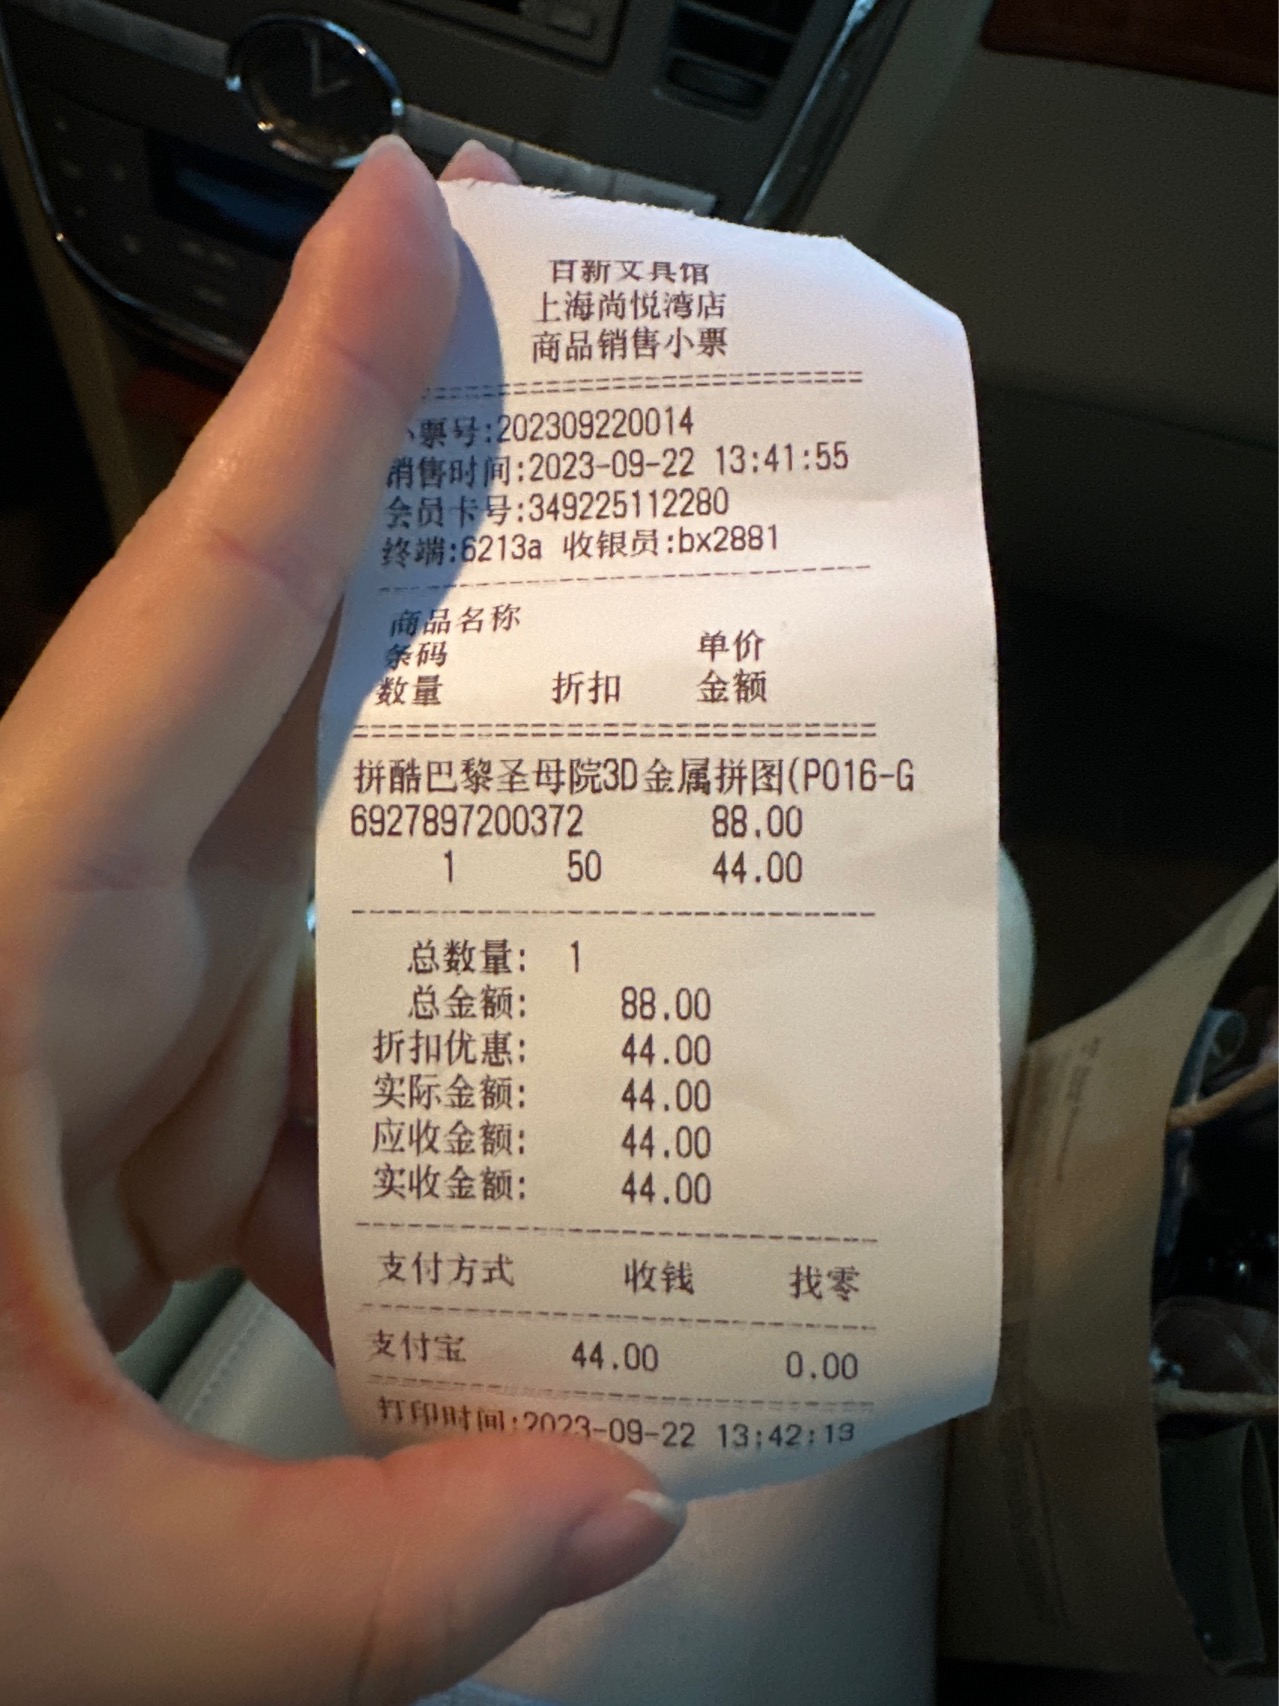 百新文具馆
上海尚悦湾店
商品销售小票
小票号:202309220014
销售时间:2023-09-22 13:41:55
会员卡号:349225112280
终端:6213a 收银员:bx2881
商品名称
条码 单价
数量 折扣 金额
拼酷巴黎圣母院3D金属拼图(P016-G
6927897200372 88.00
1 50 44.00
总数量: 1
总金额: 88.00
折扣优惠: 44.00
实际金额: 44.00
应收金额: 44.00
实收金额: 44.00
支付方式 收钱 找零
支付宝 44.00 0.00
打印时间:2023-09-22 13:42:19